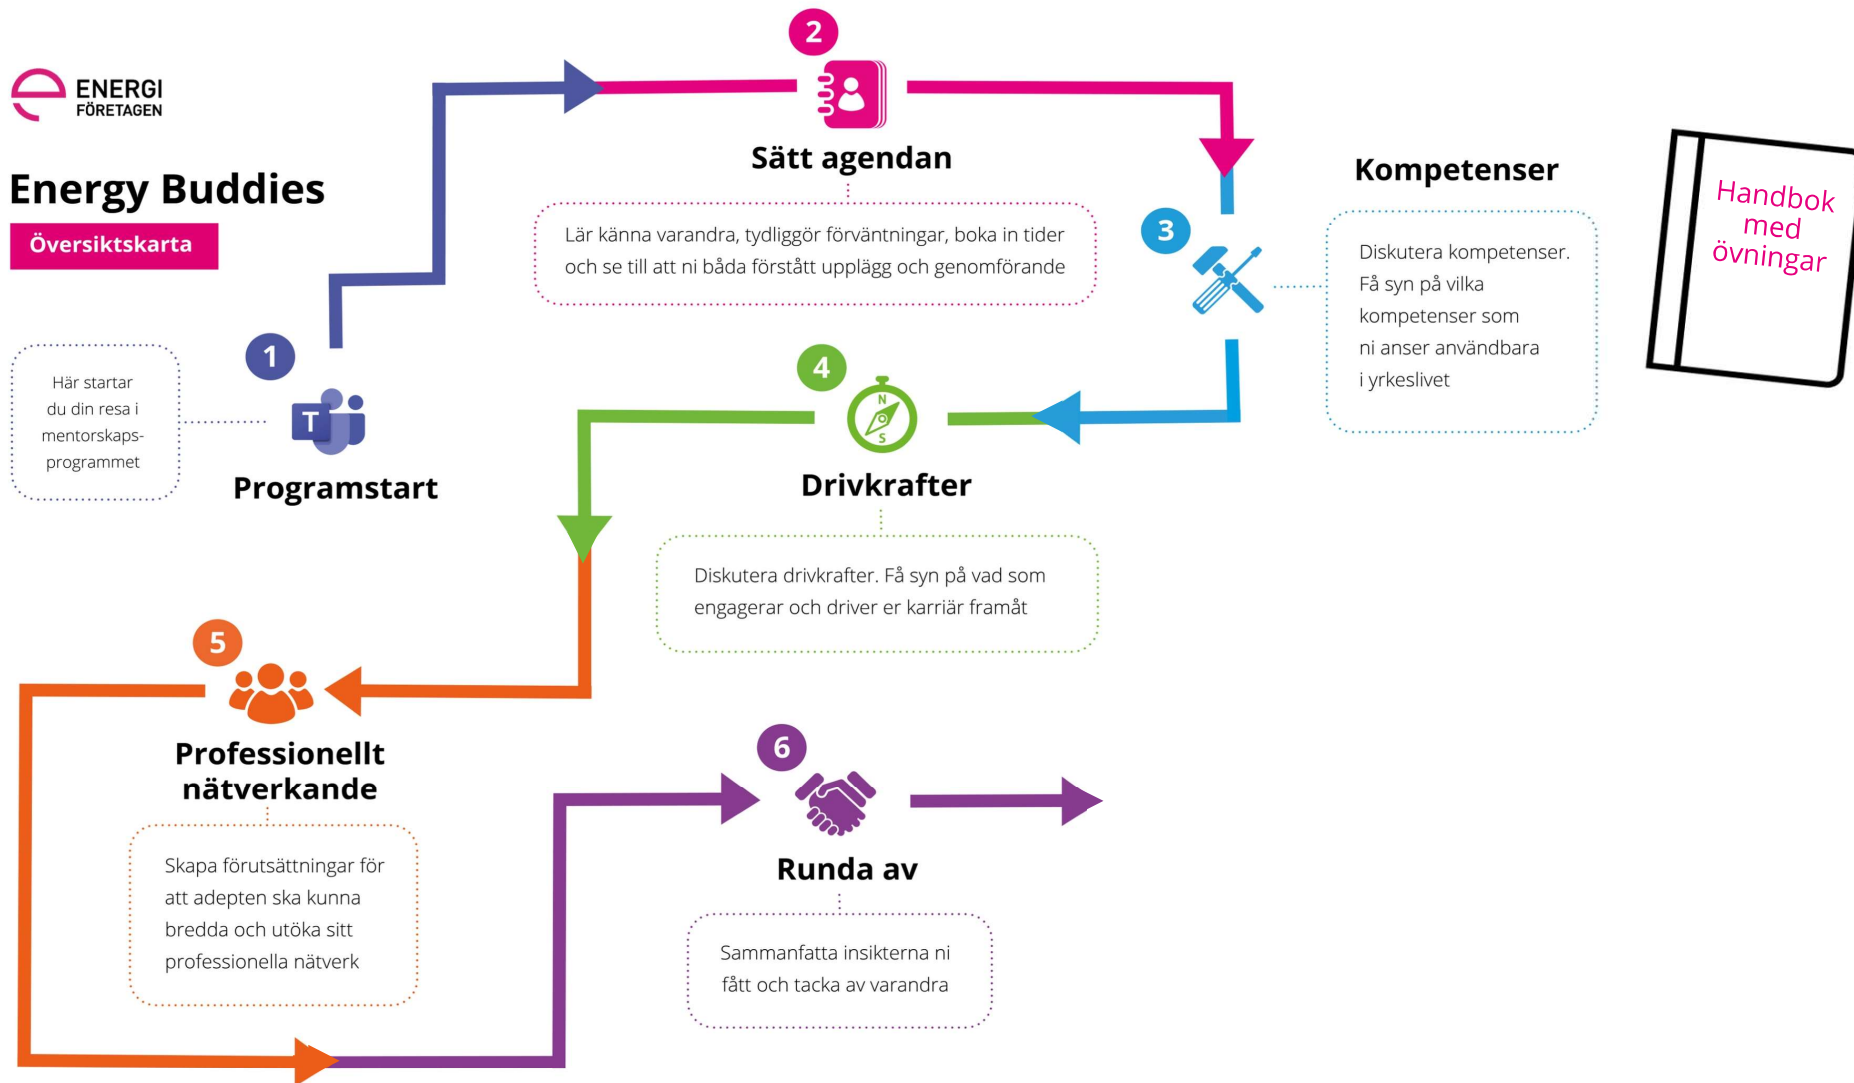 ENERGI
FÖRETAGEN
Energy Buddies
Översiktskarta
1
Här startar
du din resa i
mentorskaps-
programmet
T
Programstart
2
Sätt agendan
Lär känna varandra, tydliggör förväntningar, boka in tider
och se till att ni båda förstått upplägg och genomförande
3
Kompetenser
Diskutera kompetenser.
Få syn på vilka
kompetenser som
ni anser användbara
i yrkeslivet
Handbok
med
övningar
4
N
S
Drivkrafter
Diskutera drivkrafter. Få syn på vad som
engagerar och driver er karriär framåt
5
Professionellt
nätverkande
Skapa förutsättningar för
att adepten ska kunna
bredda och utöka sitt
professionella nätverk
6
Runda av
Sammanfatta insikterna ni
fått och tacka av varandra